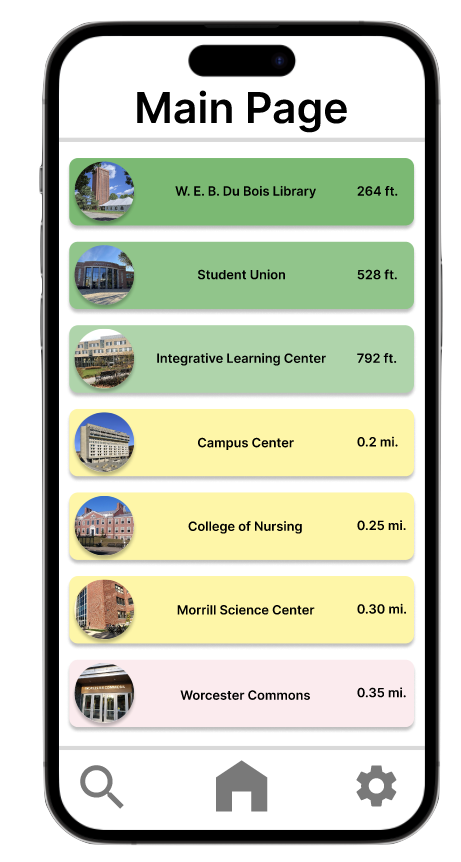 Main Page
W. E. B. Du Bois Library 264 ft.
Student Union 528 ft.
Integrative Learning Center 792 ft.
Campus Center 0.2 mi.
College of Nursing 0.25 mi.
Morrill Science Center 0.30 mi.
Worcester Commons 0.35 mi.